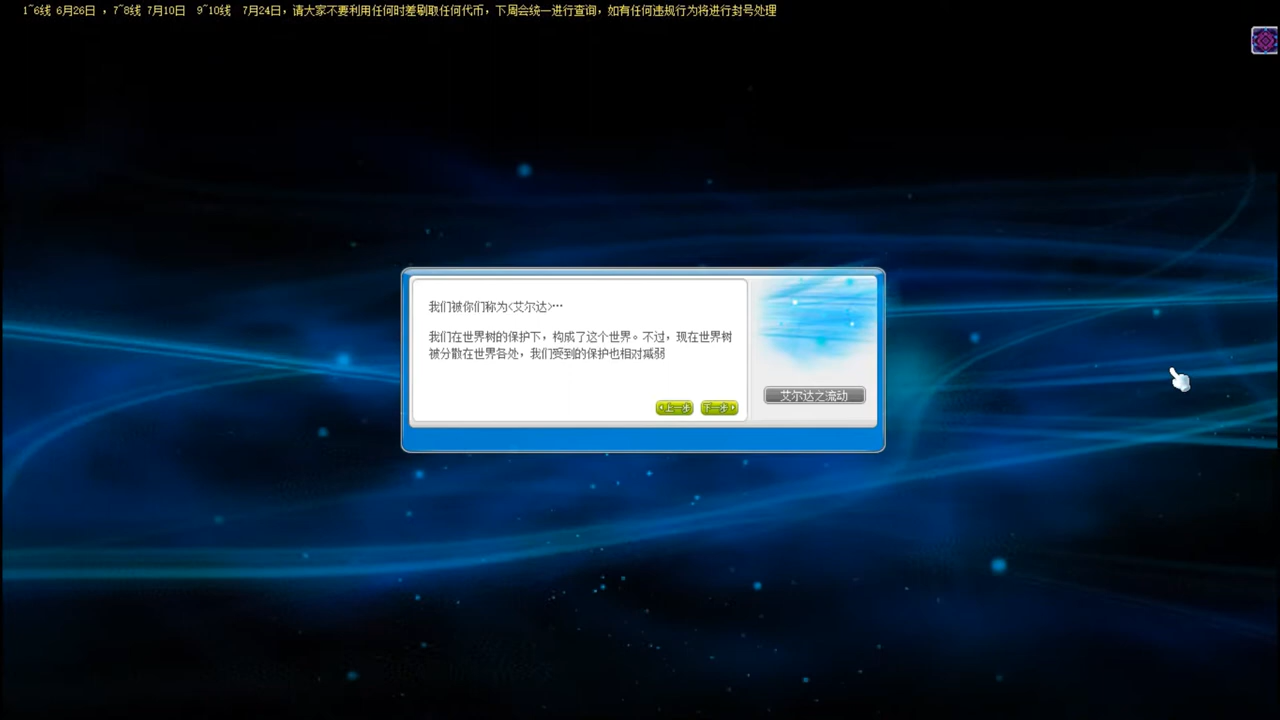 1~6线 6月26日 ，7~8线 7月10日 9~10线 7月24日，请大家不要利用任何时差刷取任何代币，下周会统一进行查询，如有任何违规行为将进行封号处理
我们被你们称为<艾尔达>…
我们在世界树的保护下，构成了这个世界。不过，现在世界树
被分散在世界各处，我们受到的保护也相对减弱
上一步 下一步
艾尔达之流动